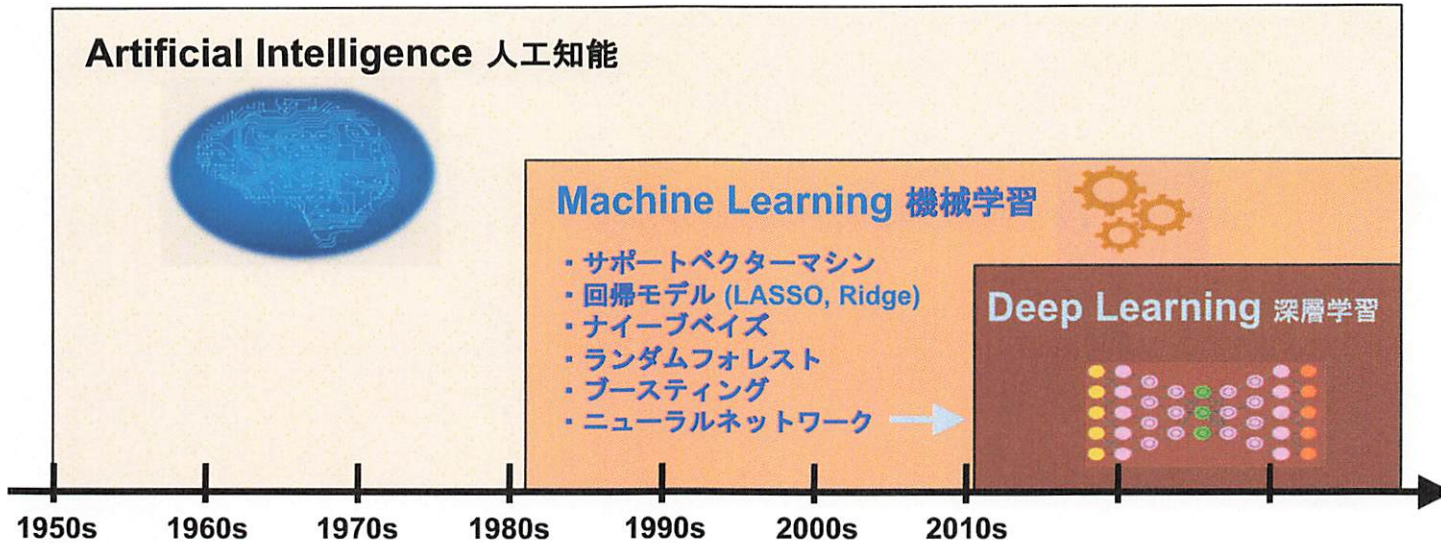 Artificial Intelligence 人工知能
Machine Learning 機械学習
・サポートベクターマシン
・回帰モデル (LASSO, Ridge)
・ナイーブベイズ
・ランダムフォレスト
・ブースティング
・ニューラルネットワーク
Deep Learning 深層学習
1950s 1960s 1970s 1980s 1990s 2000s 2010s